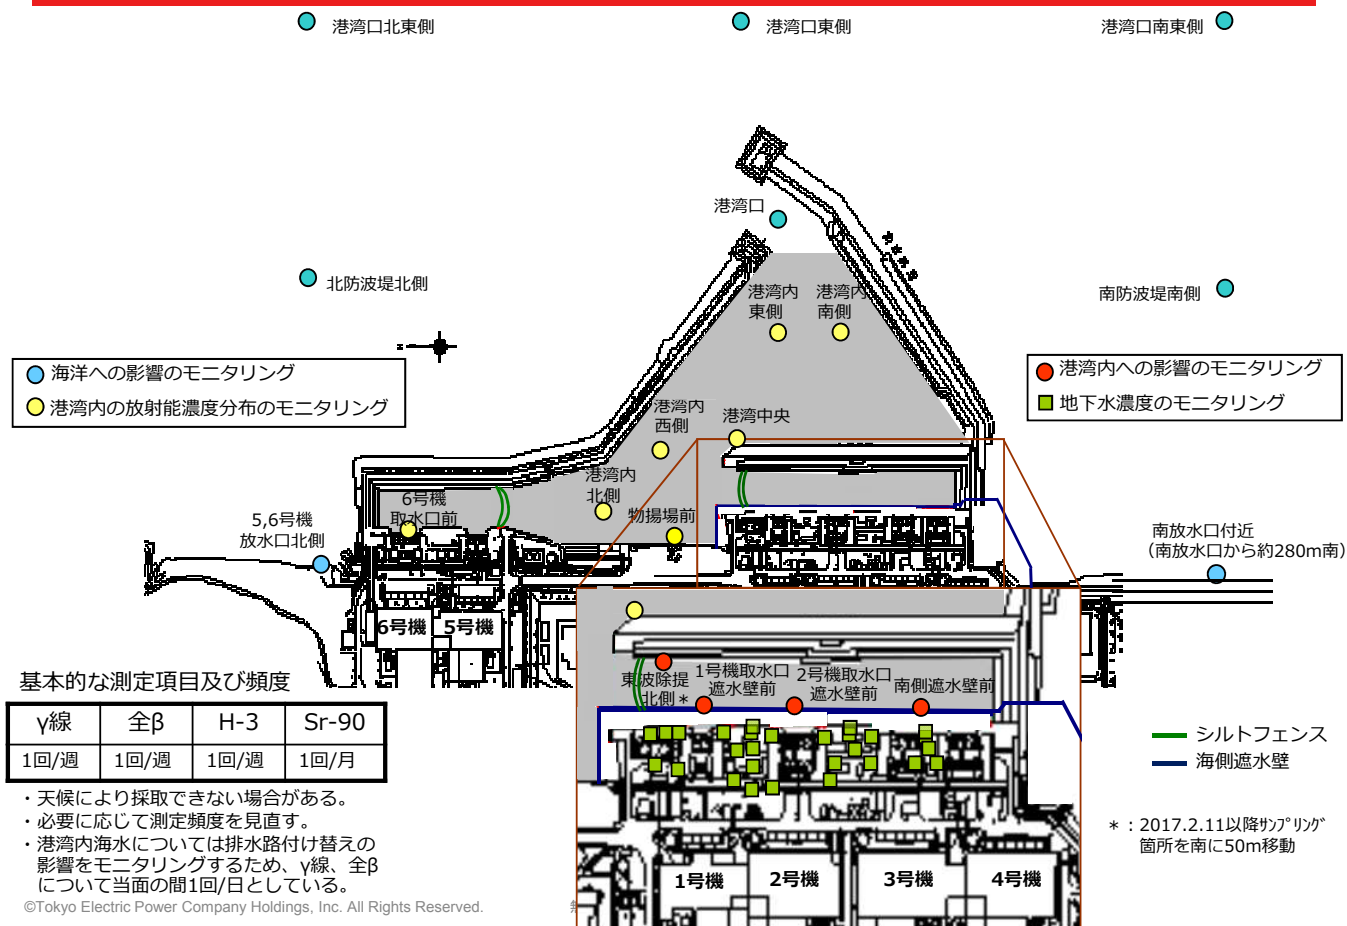 港湾口北東側
港湾口東側
港湾口南東側
港湾口
北防波堤北側
港湾内
東側
港湾内
南側
南防波堤南側
海洋への影響のモニタリング
港湾内の放射能濃度分布のモニタリング
港湾内への影響のモニタリング
地下水濃度のモニタリング
港湾内
西側
港湾中央
港湾内
北側
6号機
取水口前
物揚場前
5,6号機
放水口北側
南放水口付近
(南放水口から約280m南)
6号機
5号機
東波除堤
北側*
1号機取水口
遮水壁前
2号機取水口
遮水壁前
南側遮水壁前
基本的な測定項目及び頻度
γ線 全β H-3 Sr-90
1回/週 1回/週 1回/週 1回/月
・天候により採取できない場合がある。
・必要に応じて測定頻度を見直す。
・港湾内海水については排水路付け替えの
影響をモニタリングするため、γ線、全β
について当面の間1回/日としている。
シルトフェンス
海側遮水壁
*：2017.2.11以降ｻﾝﾌﾟﾘﾝｸﾞ
箇所を南に50m移動
1号機
2号機
3号機
4号機
©Tokyo Electric Power Company Holdings, Inc. All Rights Reserved.